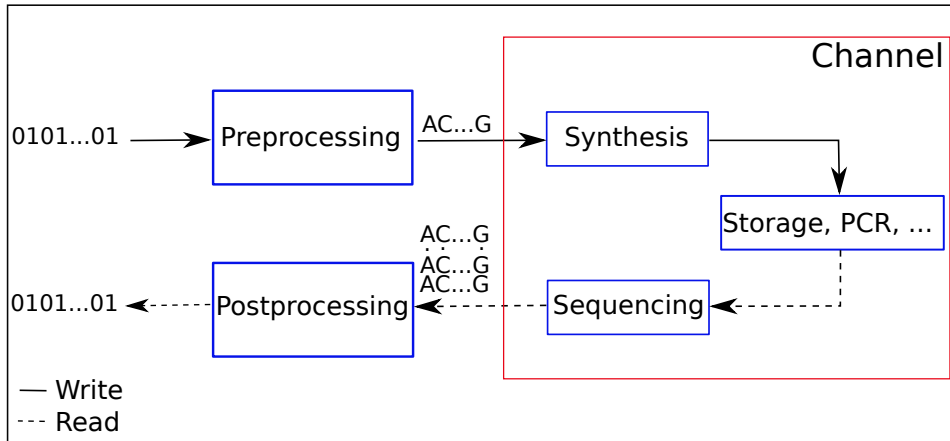 Channel
0101...01
Preprocessing
AC...G
Synthesis
Storage, PCR, ...
AC...G
. . .
AC...G
AC...G
0101...01
Postprocessing
Sequencing
Write
Read